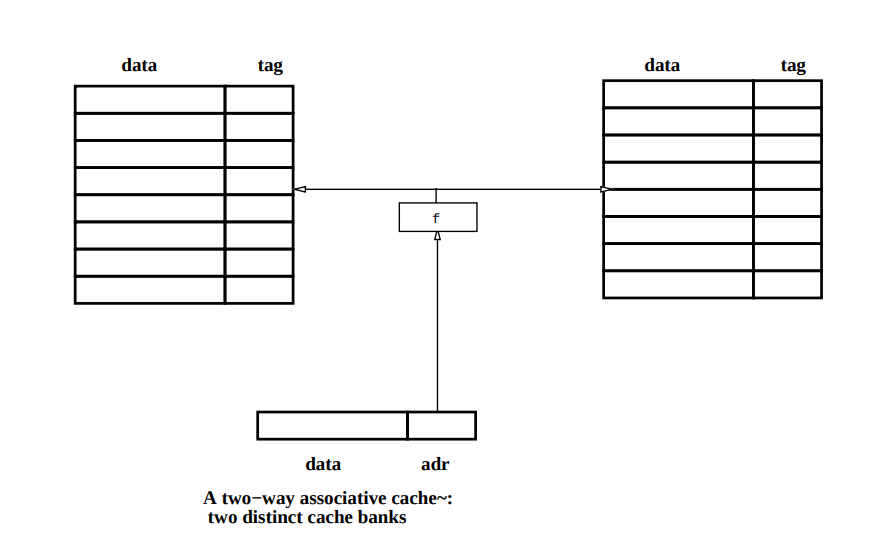 data tag
data tag
f
data adr
A two−way associative cache~:
two distinct cache banks